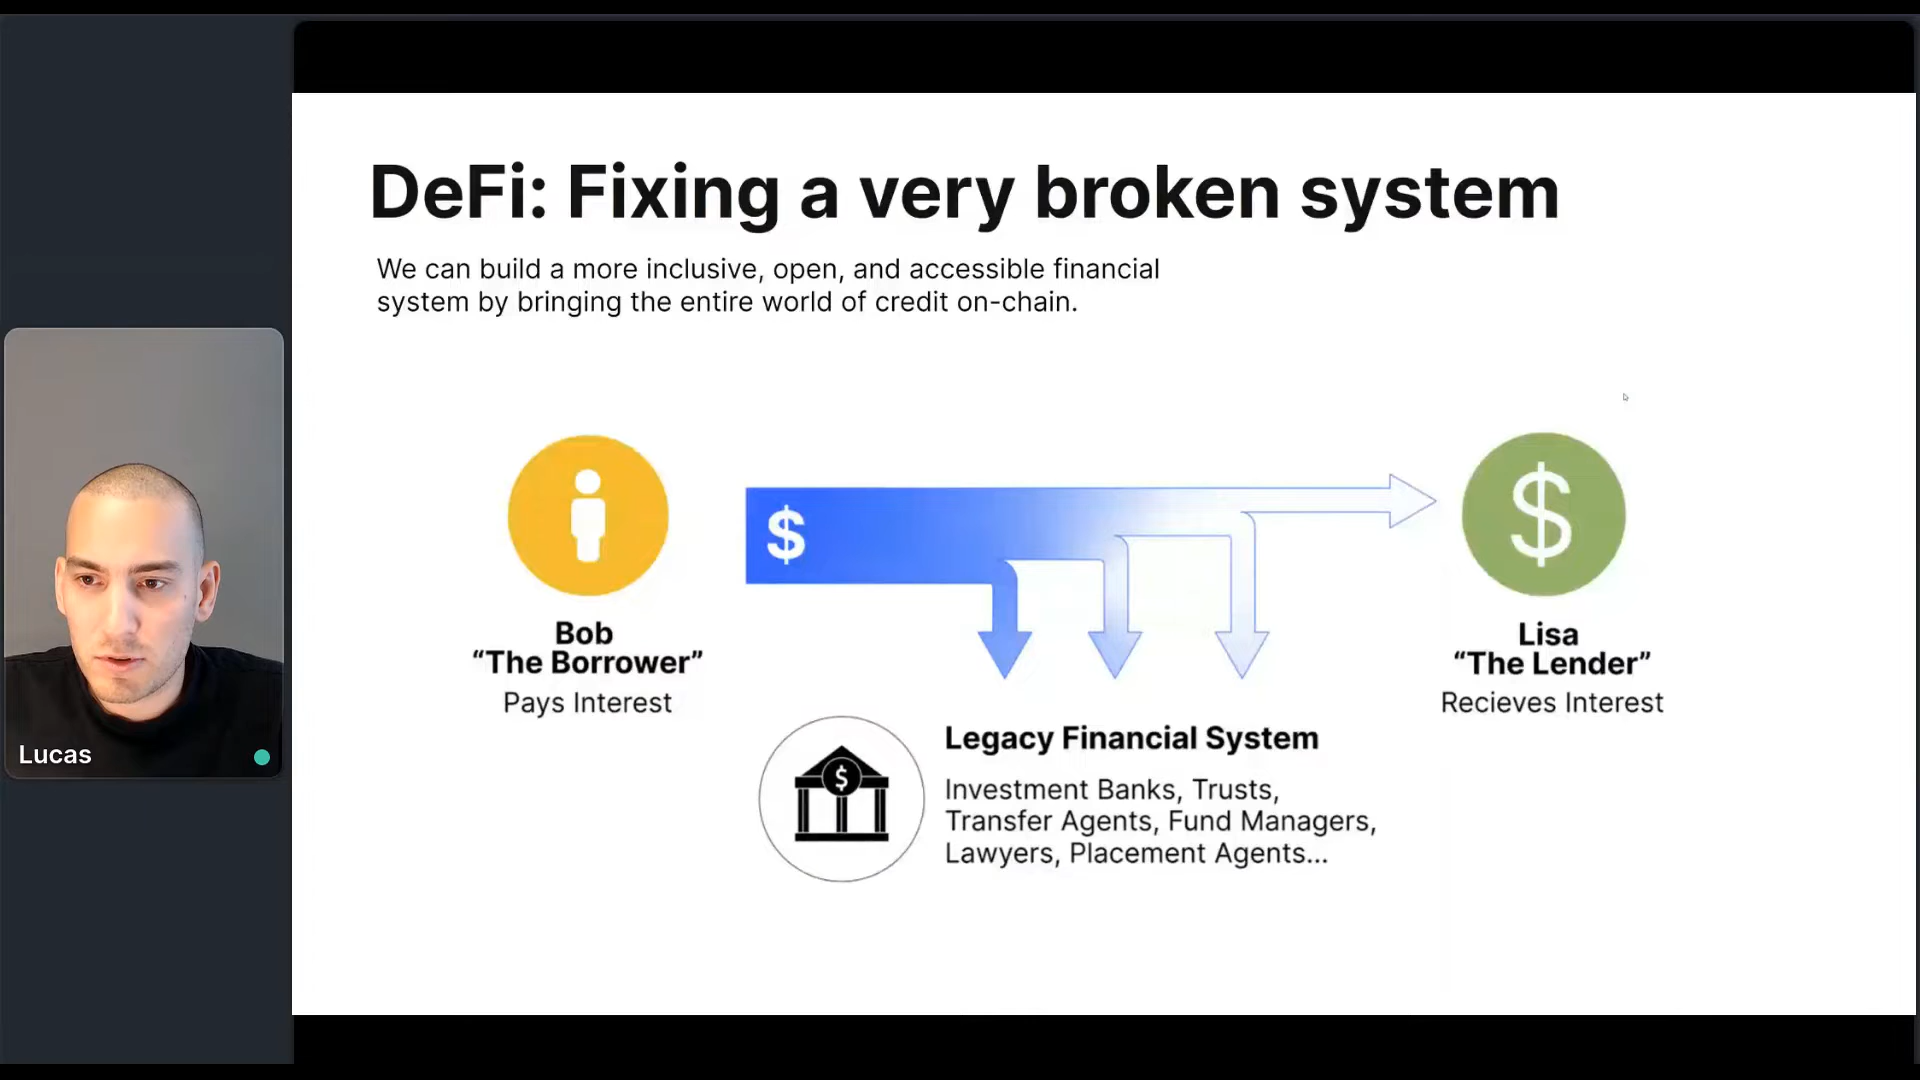 DeFi: Fixing a very broken system
We can build a more inclusive, open, and accessible financial
system by bringing the entire world of credit on-chain.
$
$
Bob
“The Borrower”
Pays Interest
Lisa
“The Lender”
Recieves Interest
$
Legacy Financial System
Investment Banks, Trusts,
Transfer Agents, Fund Managers,
Lawyers, Placement Agents...
Lucas